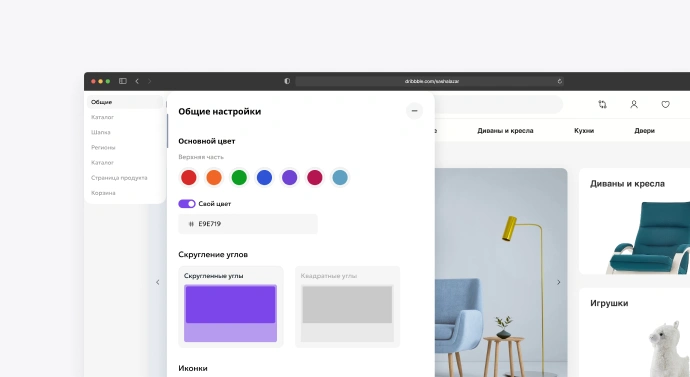 dribbble.com/sashalazar
Общие
Каталог
Шапка
Регионы
Каталог
Страница продукта
Корзина
Общие настройки
Основной цвет
Верхняя часть
Свой цвет
# E9E719
Скругление углов
Скругленные углы
Квадратные углы
Иконки
Диваны и кресла
Кухни
Двери
Диваны и кресла
Игрушки